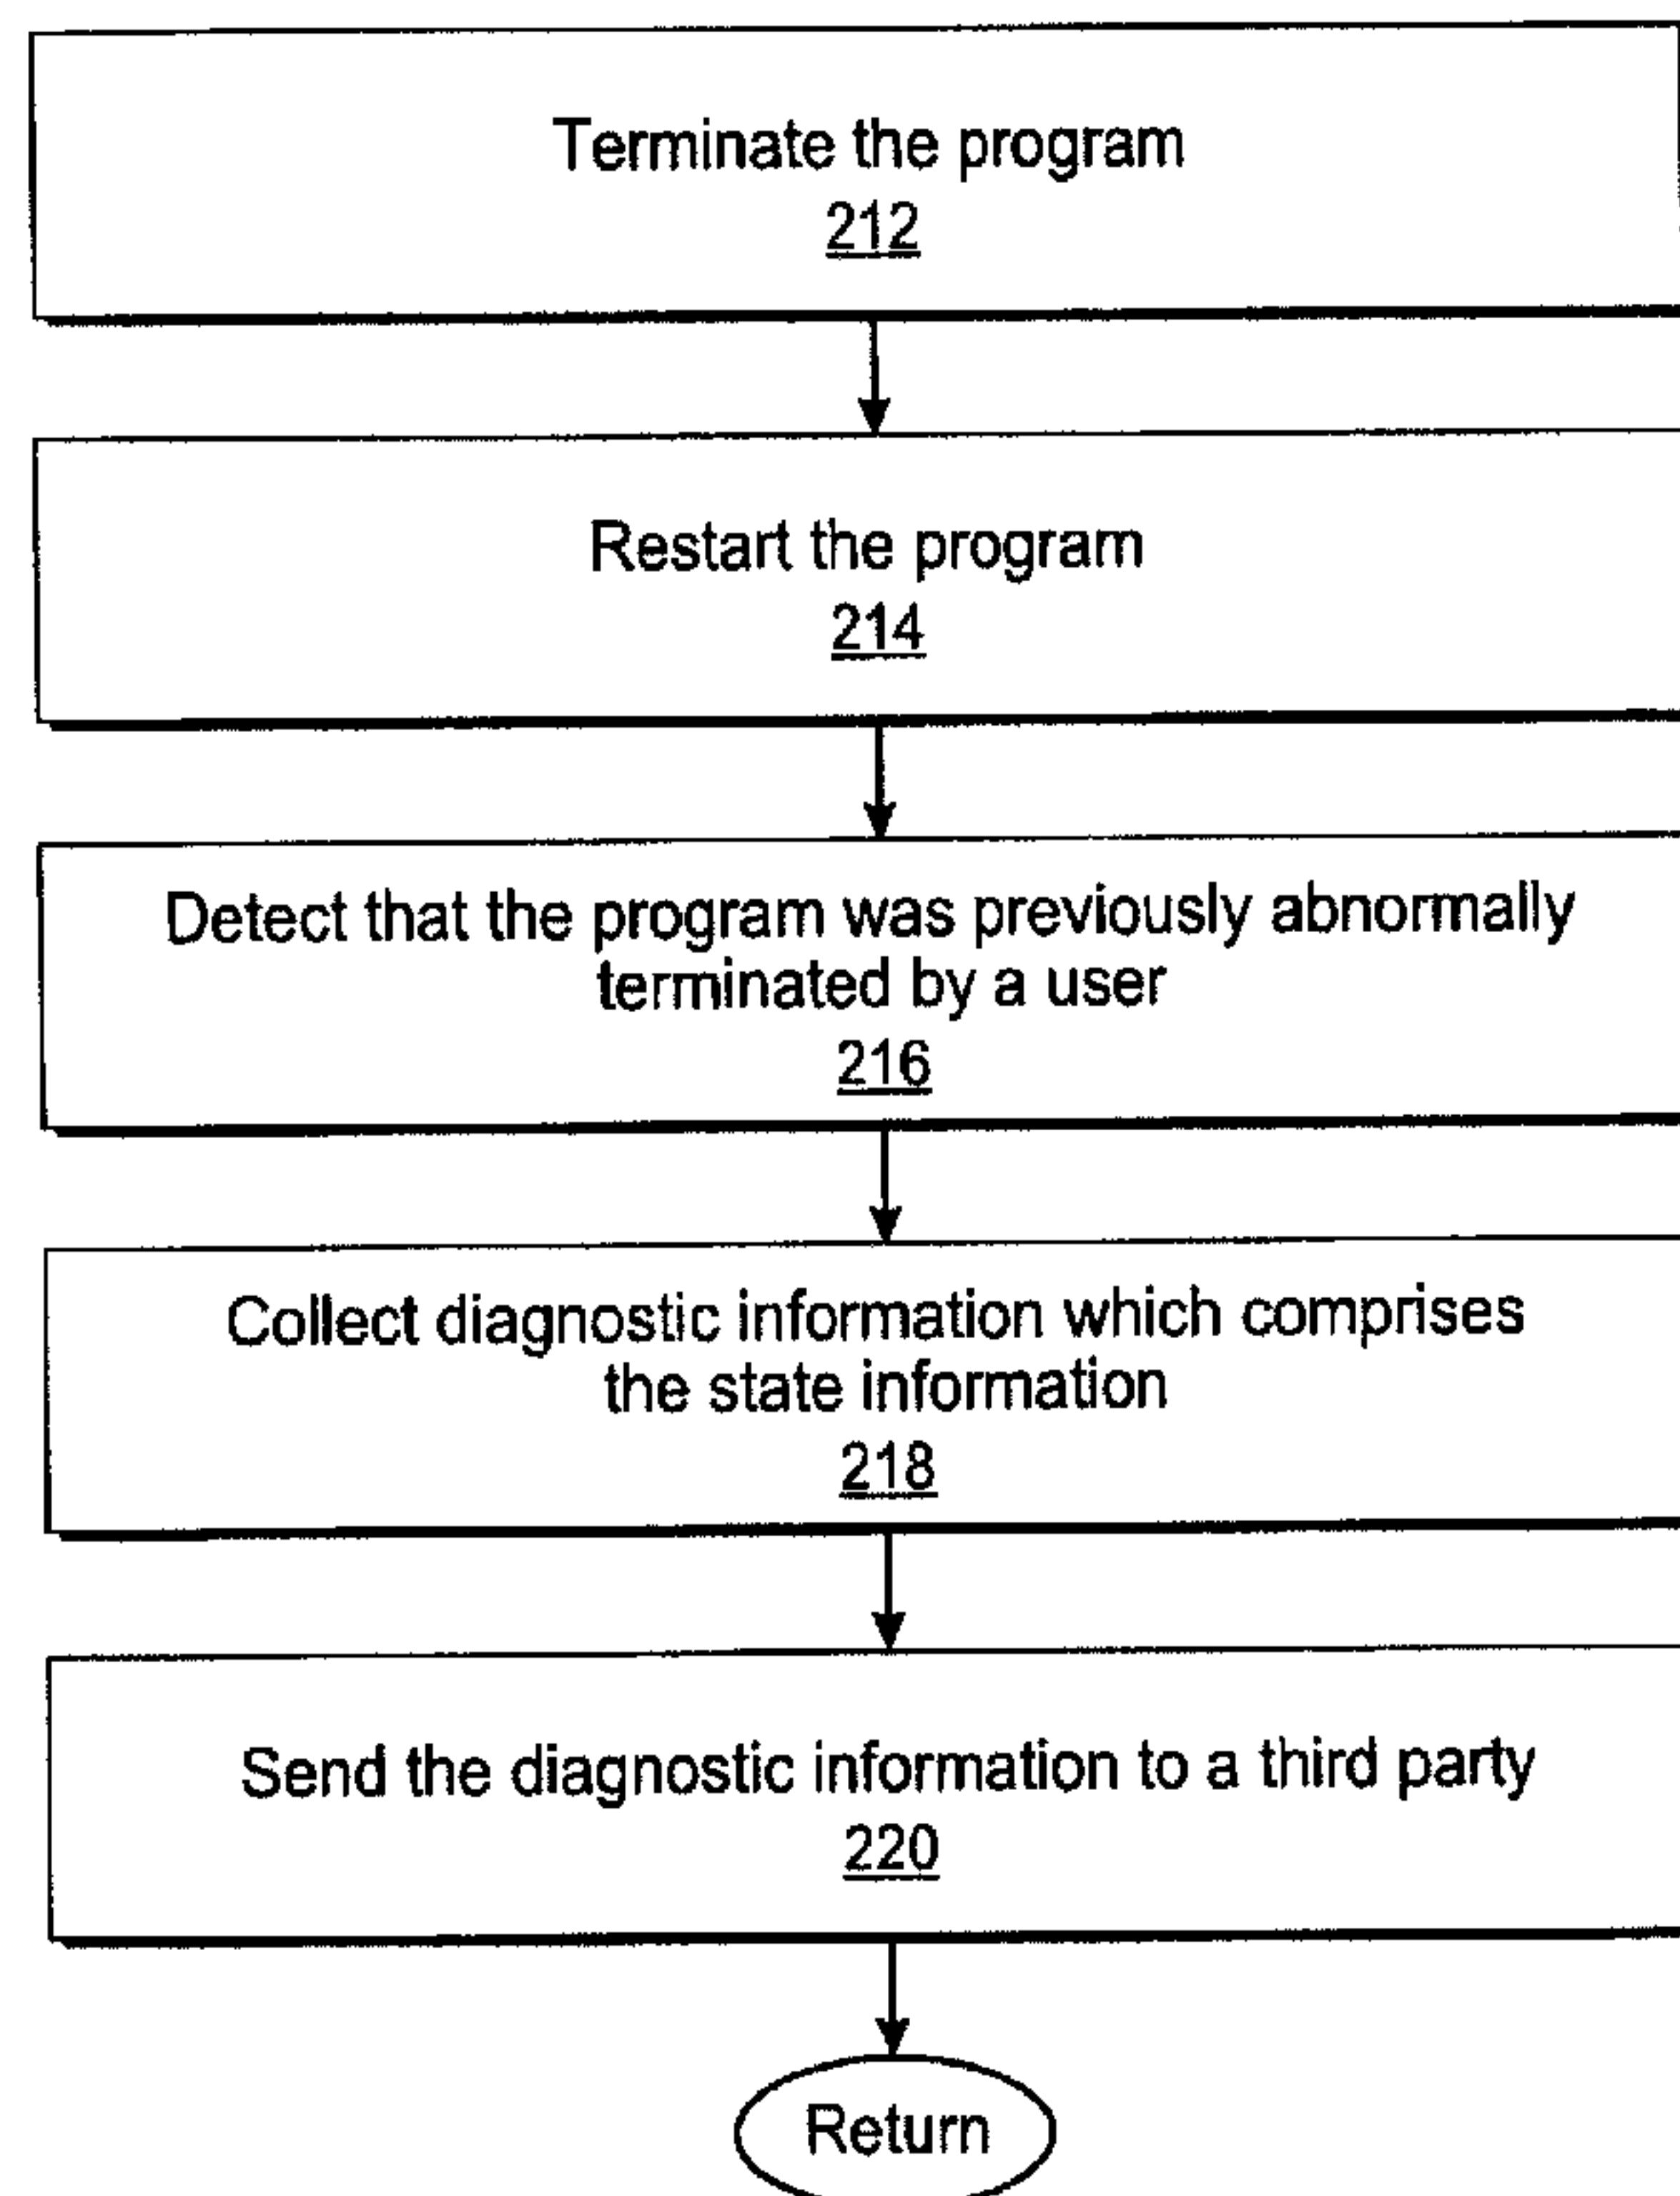 Terminate the program
212
Restart the program
214
Detect that the program was previously abnormally
terminated by a user
216
Collect diagnostic information which comprises
the state information
218
Send the diagnostic information to a third party
220
Return